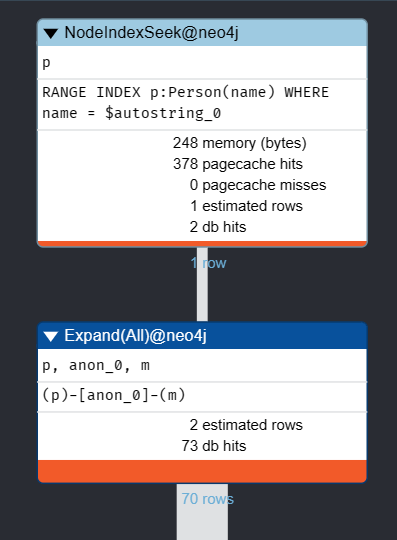 NodeIndexSeek@neo4j
p
RANGE INDEX p:Person(name) WHERE
name = $autostring_0
248 memory (bytes)
378 pagecache hits
0 pagecache misses
1 estimated rows
2 db hits
1 row
Expand(All)@neo4j
p, anon_0, m
(p)-[anon_0]-(m)
2 estimated rows
73 db hits
70 rows